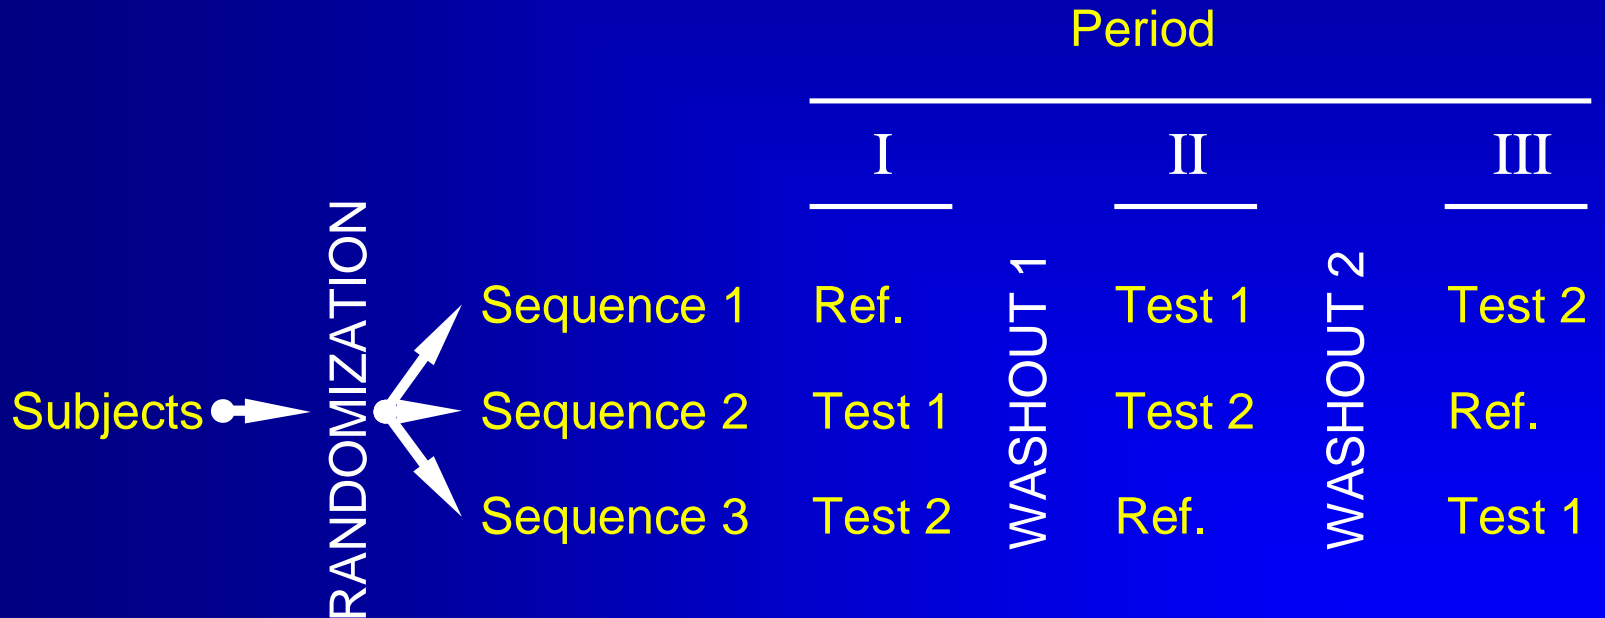 Period
I II III
RANDOMIZATION
WASHOUT 1
WASHOUT 2
Sequence 1 Ref. Test 1 Test 2
Subjects Sequence 2 Test 1 Test 2 Ref.
Sequence 3 Test 2 Ref. Test 1